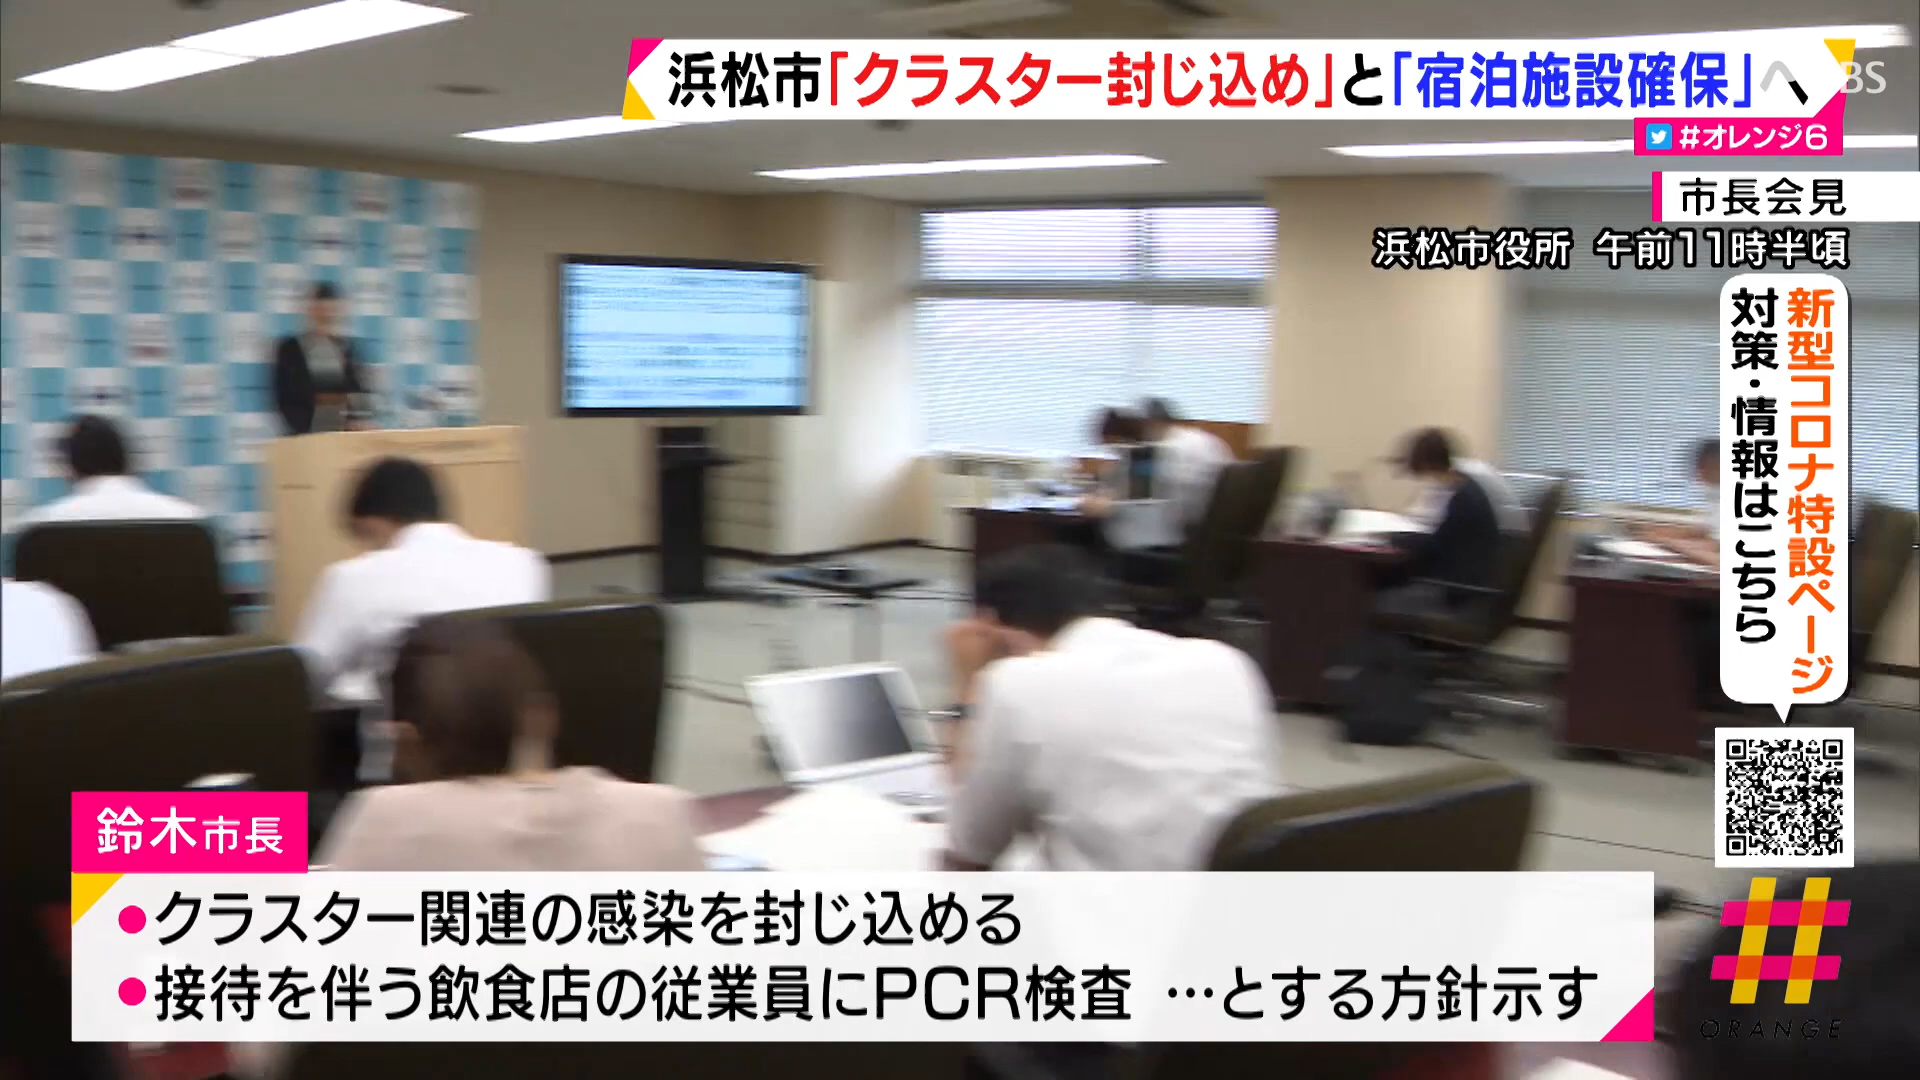 浜松市「クラスター封じ込め」と「宿泊施設確保」へ
BS
#オレンジ6
市長会見
浜松市役所 午前11時半頃
新型コロナ特設ページ
対策・情報はこちら
鈴木市長
●クラスター関連の感染を封じ込める
●接待を伴う飲食店の従業員にPCR検査 …とする方針示す
#
ORANGE